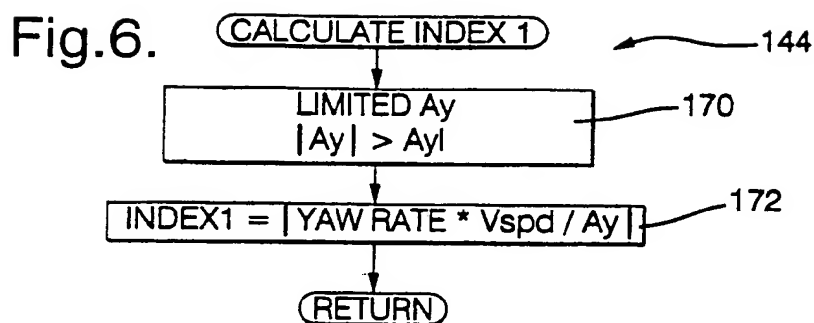 Fig.6.
CALCULATE INDEX 1
144
LIMITED Ay
|Ay| > Ayl
170
INDEX1 = | YAW RATE * Vspd / Ay |
172
RETURN